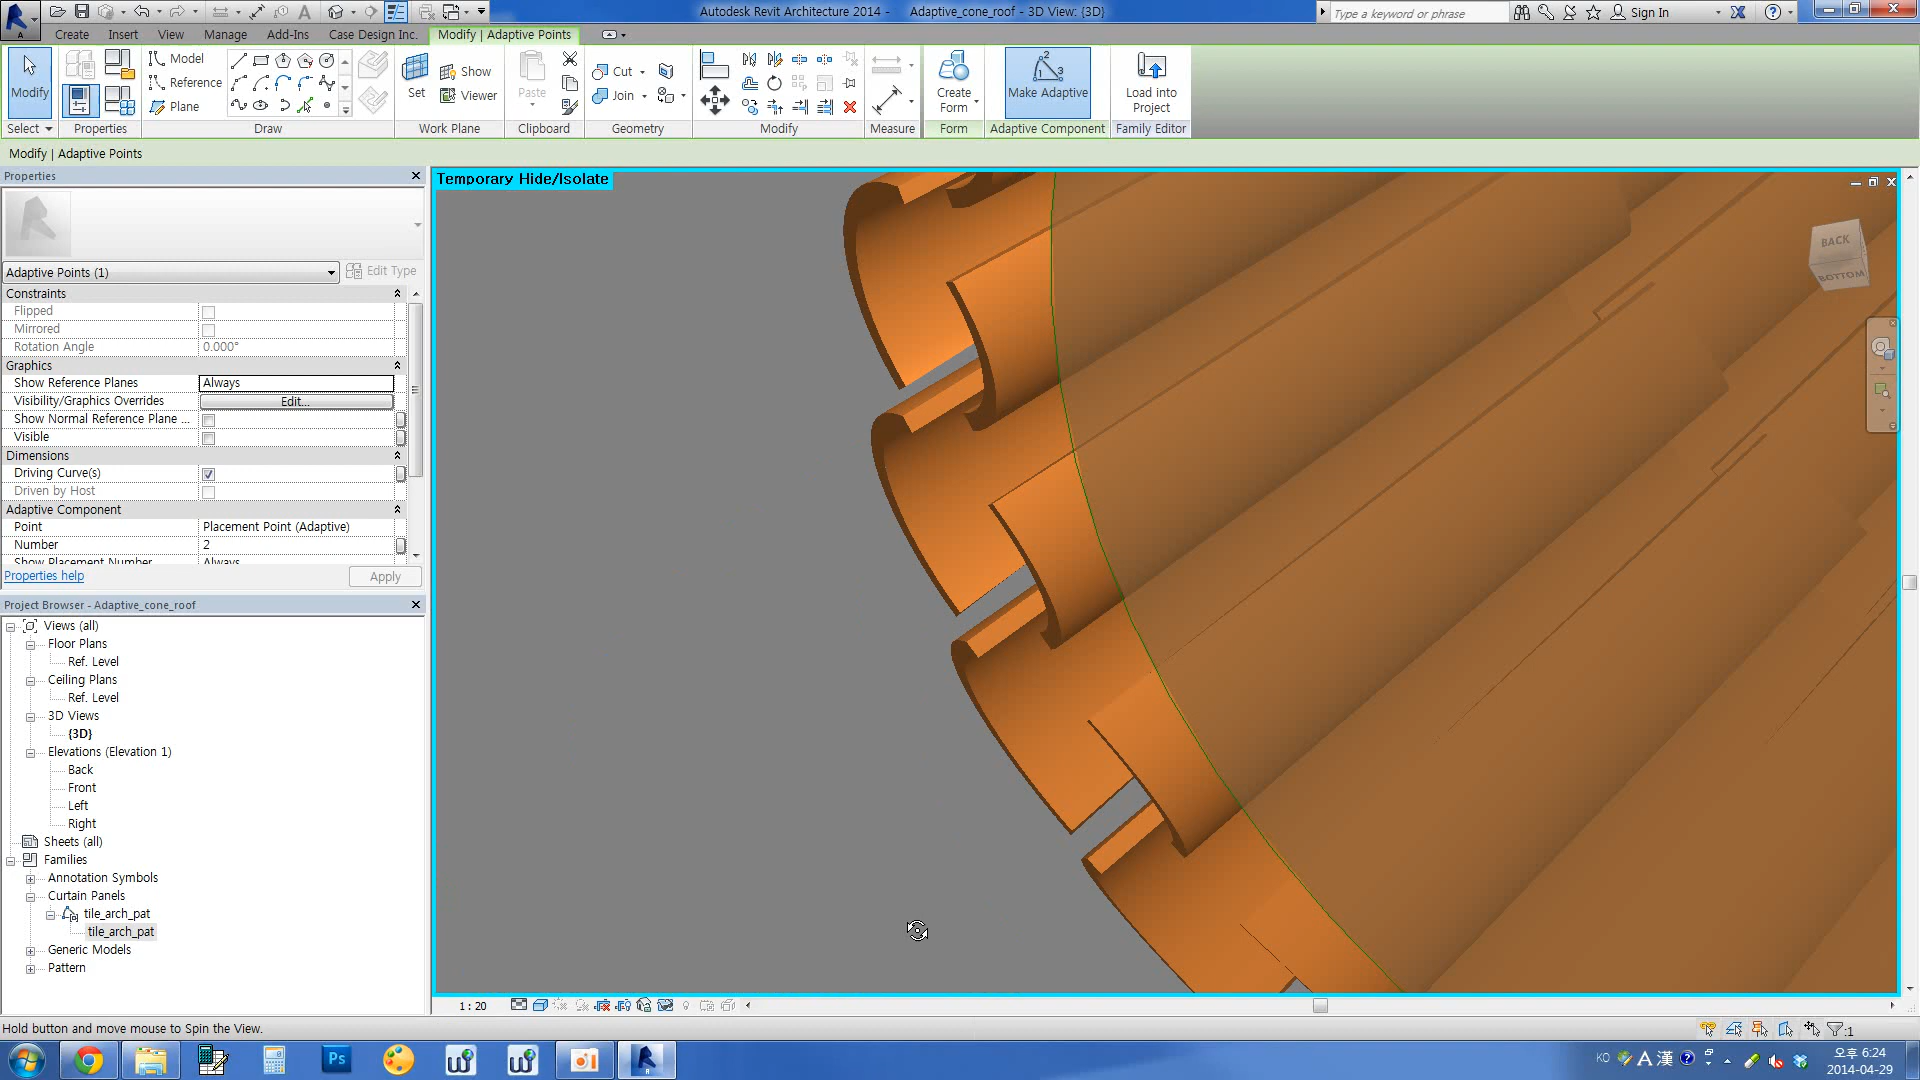 Autodesk Revit Architecture 2014 - Adaptive_cone_roof - 3D View: {3D}
Type a keyword or phrase
Sign In
Create Insert View Manage Add-Ins Case Design Inc. Modify | Adaptive Points
Modify
Model
Reference
Plane
Set
Show
Viewer
Paste
Cut
Join
Create Form
Make Adaptive
Load into Project
Select Properties Draw Work Plane Clipboard Geometry Modify Measure Form Adaptive Component Family Editor
Modify | Adaptive Points
Properties
Adaptive Points (1)
Edit Type
Constraints
Flipped
Mirrored
Rotation Angle 0.000°
Graphics
Show Reference Planes Always
Visibility/Graphics Overrides Edit...
Show Normal Reference Plane ...
Visible
Dimensions
Driving Curve(s)
Driven by Host
Adaptive Component
Point Placement Point (Adaptive)
Number 2
Show Placement Number Always
Properties help Apply
Project Browser - Adaptive_cone_roof
Views (all)
Floor Plans
Ref. Level
Ceiling Plans
Ref. Level
3D Views
{3D}
Elevations (Elevation 1)
Back
Front
Left
Right
Sheets (all)
Families
Annotation Symbols
Curtain Panels
tile_arch_pat
tile_arch_pat
Generic Models
Pattern
Temporary Hide/Isolate
BACK
BOTTOM
1 : 20
Hold button and move mouse to Spin the View.
:1
Ps
KO A 漢
오후 6:24
2014-04-29